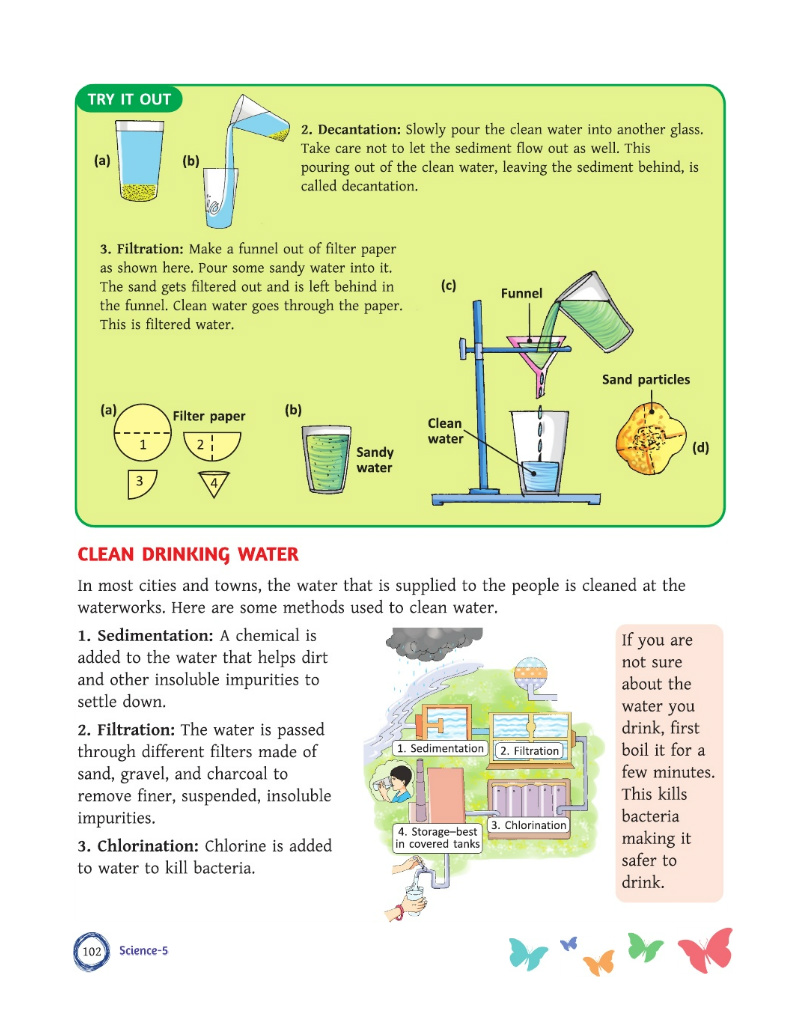 TRY IT OUT
(a)
(b)
2. Decantation: Slowly pour the clean water into another glass.
Take care not to let the sediment flow out as well. This
pouring out of the clean water, leaving the sediment behind, is
called decantation.
3. Filtration: Make a funnel out of filter paper
as shown here. Pour some sandy water into it.
The sand gets filtered out and is left behind in
the funnel. Clean water goes through the paper.
This is filtered water.
(c)
Funnel
Sand particles
(d)
Clean
water
(a)
Filter paper
1
2
3
4
(b)
Sandy
water
CLEAN DRINKING WATER
In most cities and towns, the water that is supplied to the people is cleaned at the
waterworks. Here are some methods used to clean water.
1. Sedimentation: A chemical is
added to the water that helps dirt
and other insoluble impurities to
settle down.
2. Filtration: The water is passed
through different filters made of
sand, gravel, and charcoal to
remove finer, suspended, insoluble
impurities.
3. Chlorination: Chlorine is added
to water to kill bacteria.
1. Sedimentation
2. Filtration
3. Chlorination
4. Storage–best
in covered tanks
If you are
not sure
about the
water you
drink, first
boil it for a
few minutes.
This kills
bacteria
making it
safer to
drink.
102
Science-5